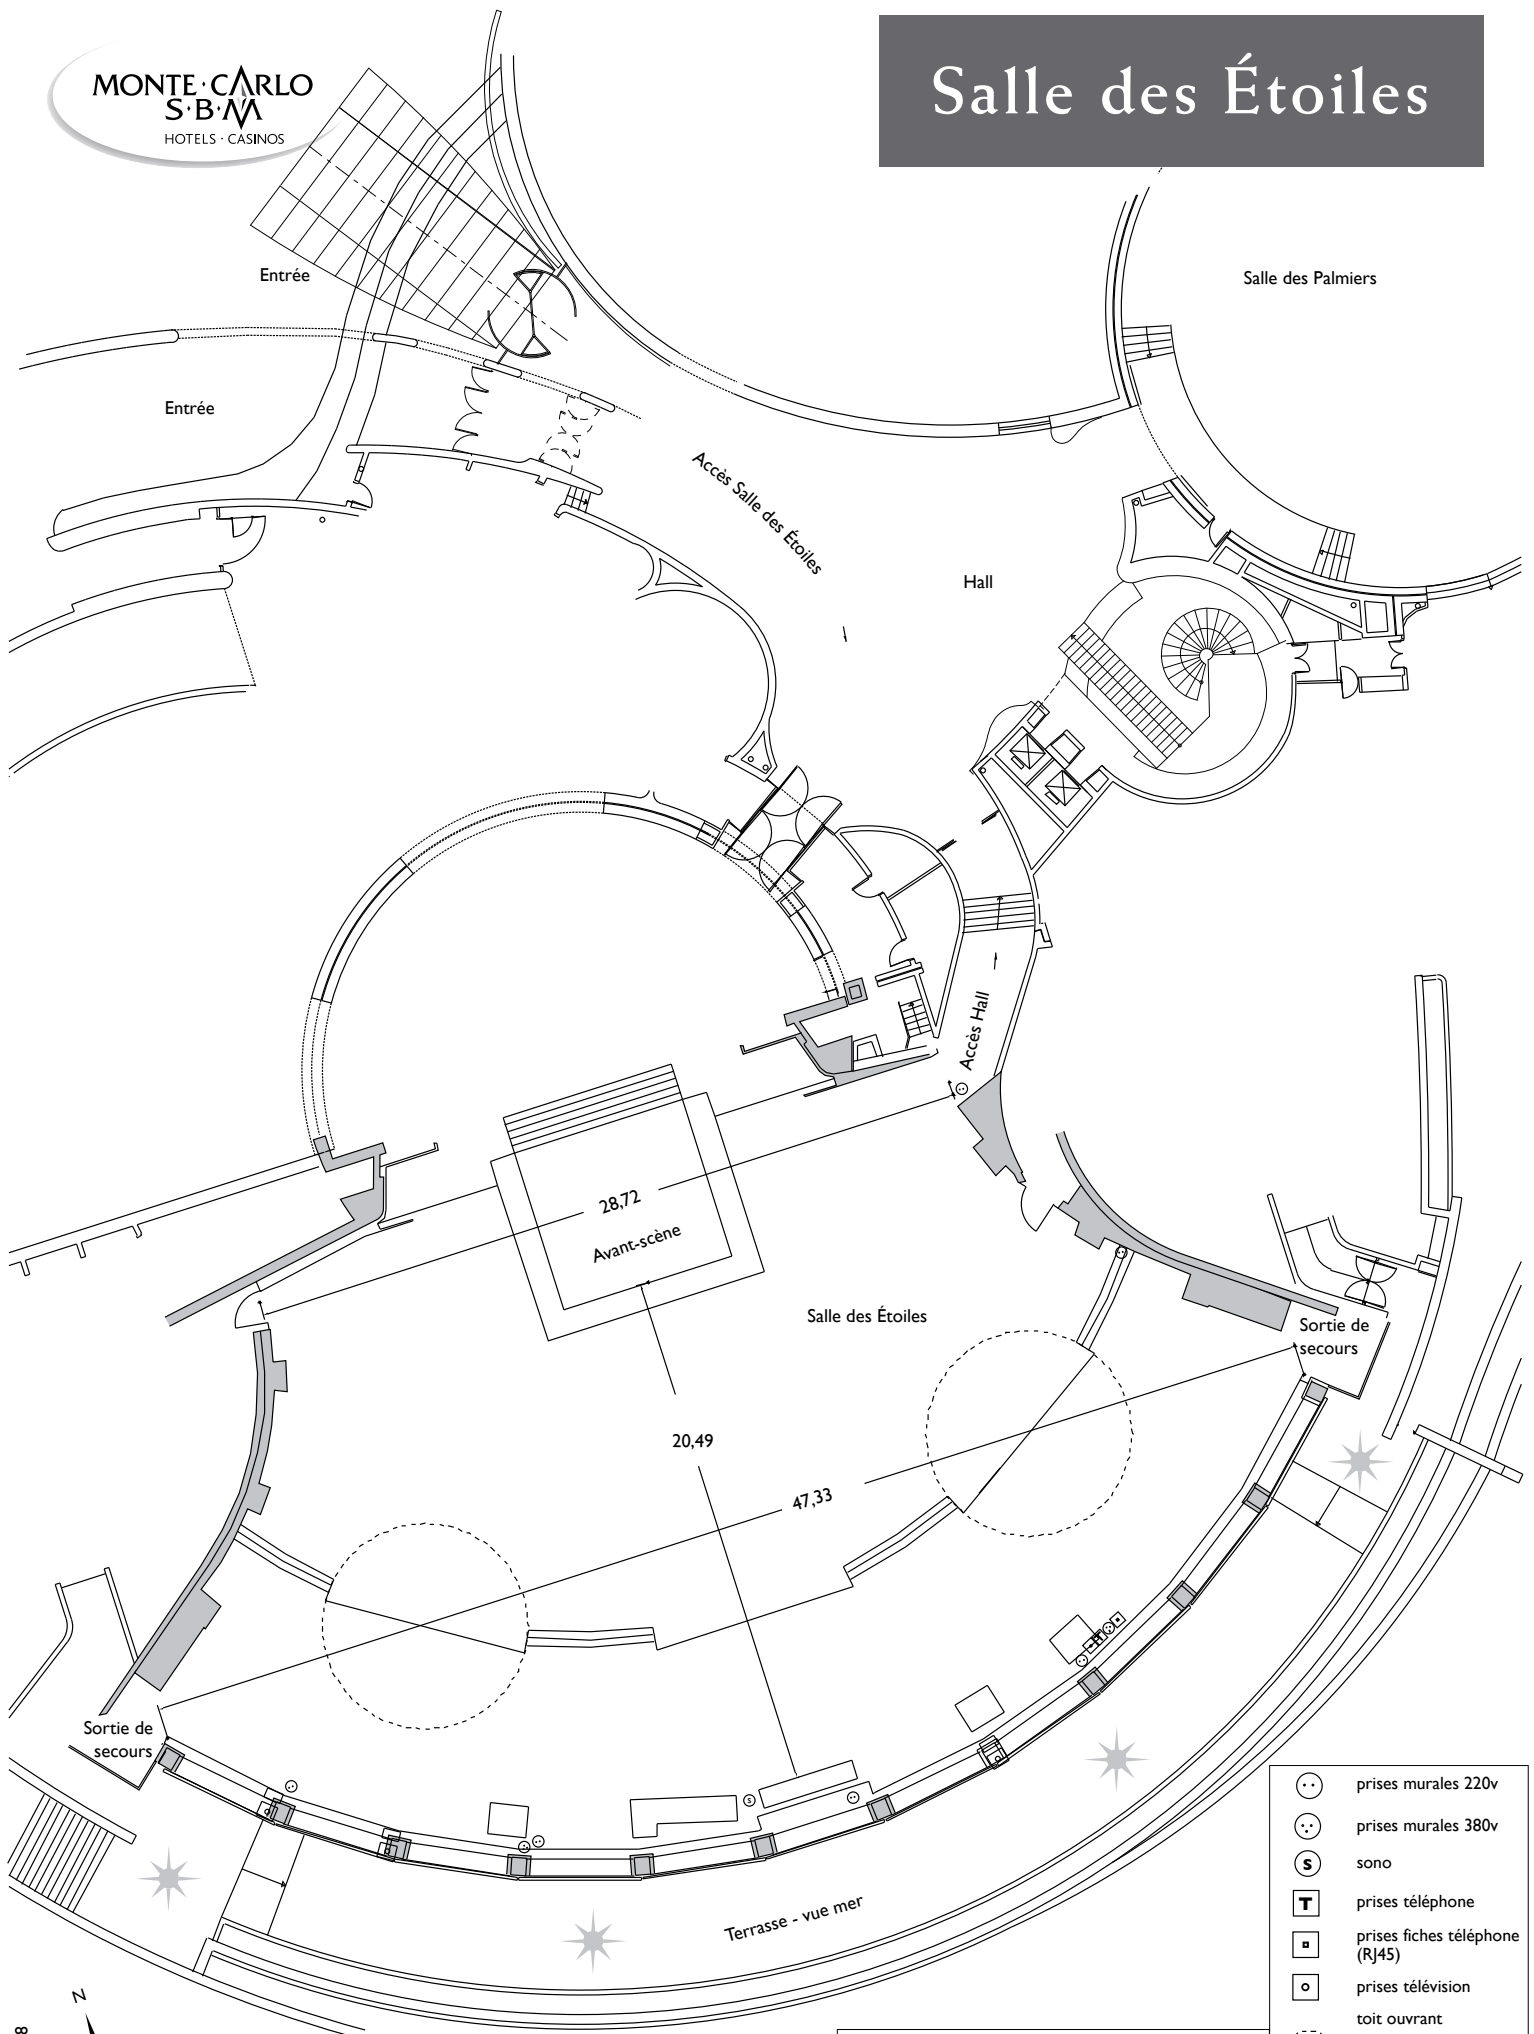 MONTE·CARLO
S·B·M
HOTELS · CASINOS
Salle des Étoiles
Entrée
Salle des Palmiers
Entrée
Accès Salle des Étoiles
Hall
Accès Hall
28,72
Avant-scène
Salle des Étoiles
Sortie de
secours
20,49
47,33
Sortie de
secours
Terrasse - vue mer
prises murales 220v
prises murales 380v
S
S sono
T prises téléphone
prises fiches téléphone
(RJ45)
prises télévision
toit ouvrant
N
8